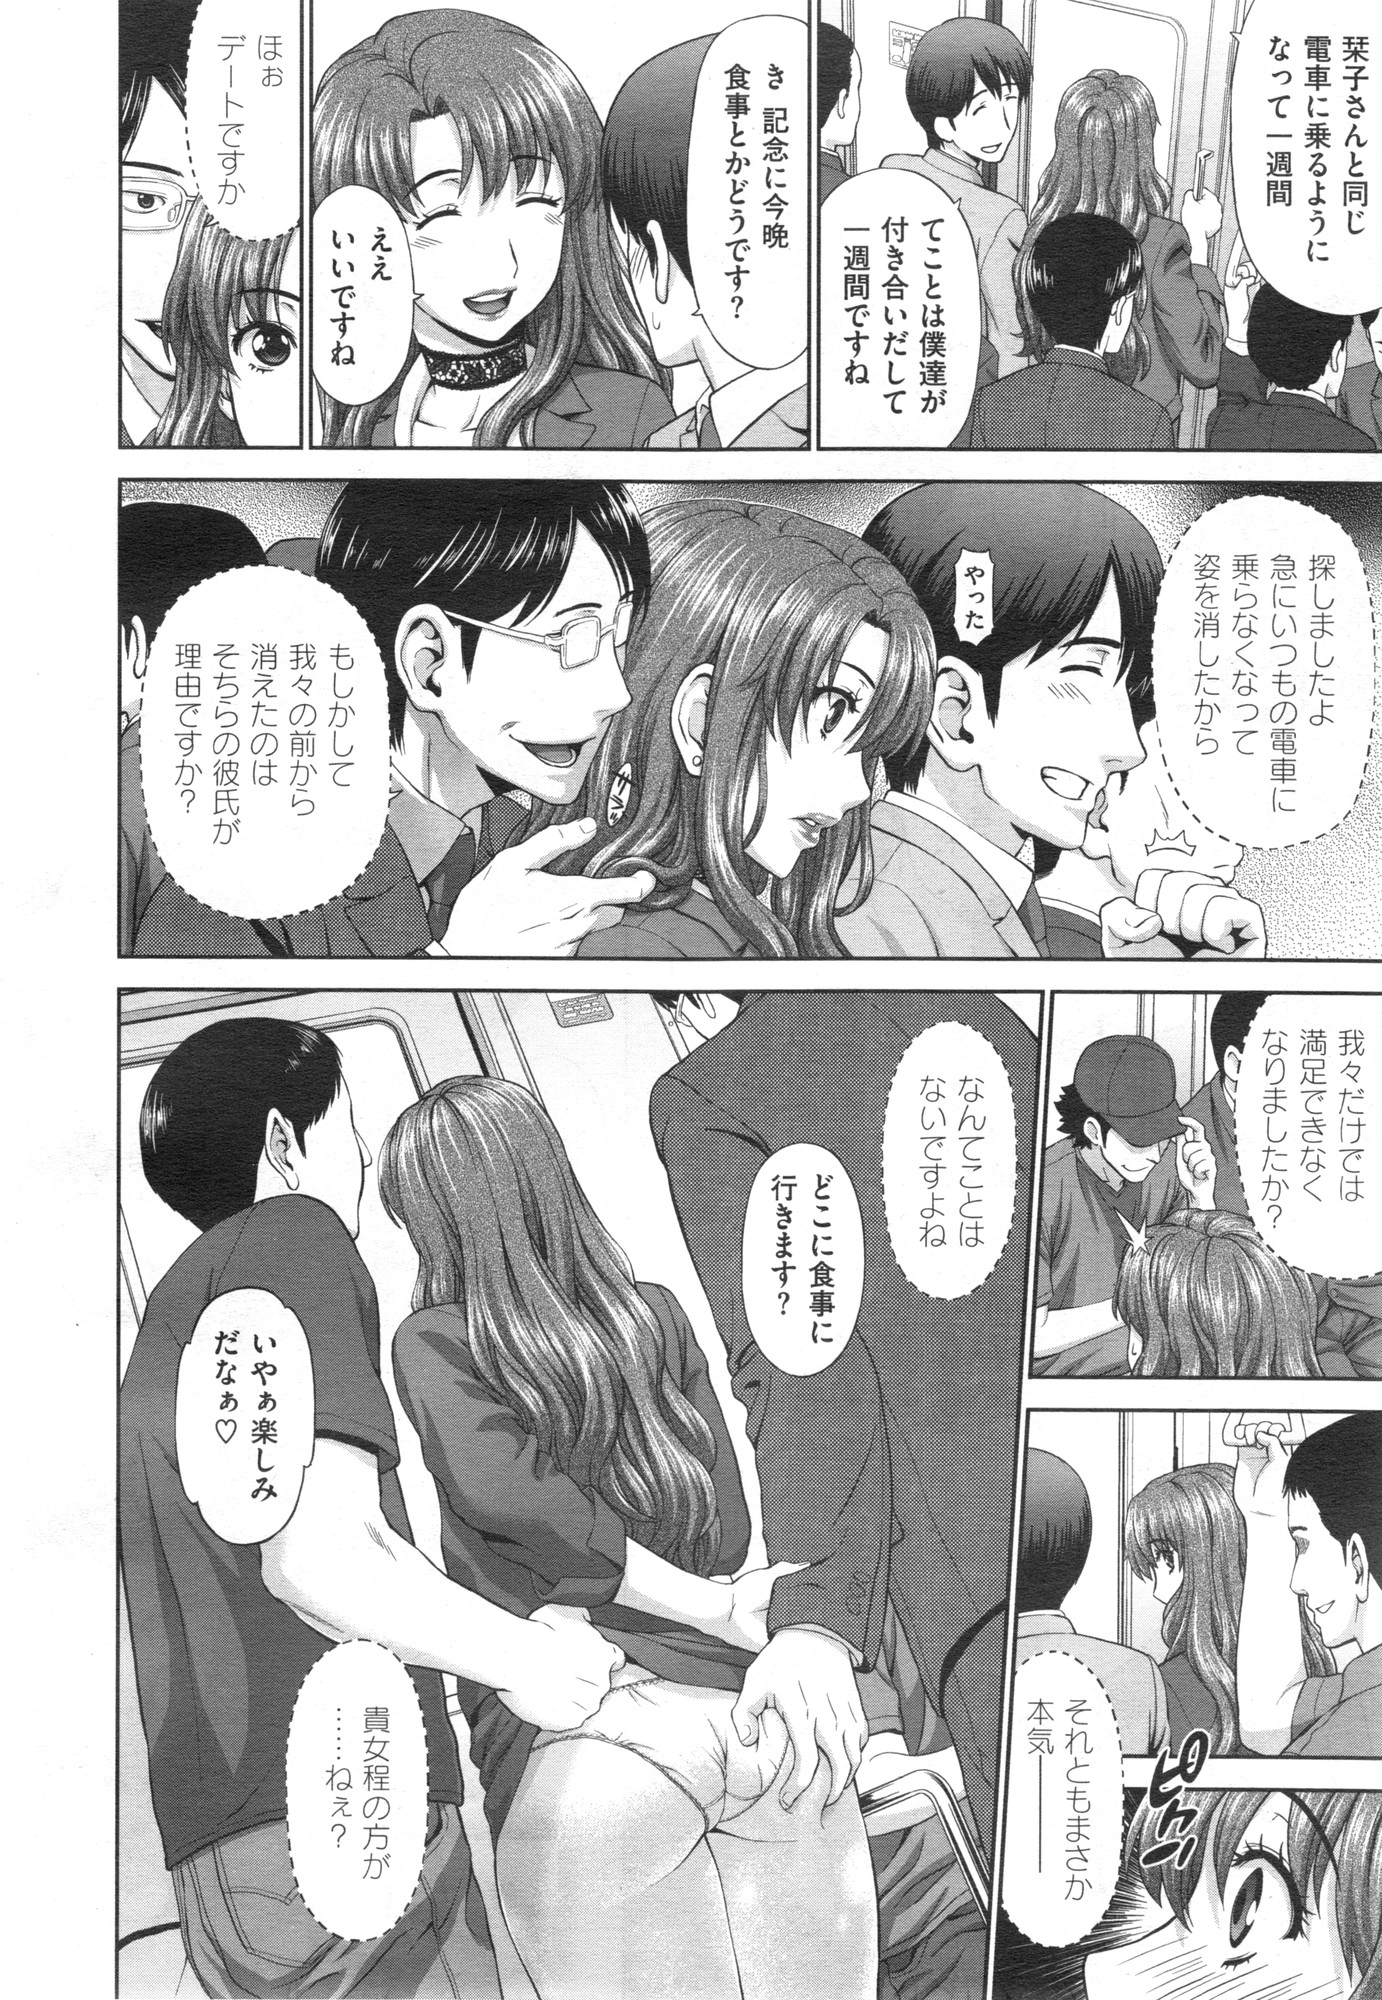 栞子さんと同じ
電車に乗るように
なって一週間
てことは僕達が
付き合いだして
一週間ですね
き 記念に今晩
食事とかどうです？
ええ
いいですね
ほぉ
デートですか
探しましたよ
急にいつもの電車に
乗らなくなって
姿を消したから
やった
サラッ
もしかして
我々の前から
消えたのは
そちらの彼氏が
理由ですか？
我々だけでは
満足できなく
なりましたか？
それともまさか
本気――――
ピクン
なんてことは
ないですよね
どこに食事に
行きます？
いやぁ楽しみ
だなぁ♡
貴女程の方が
……ねぇ？